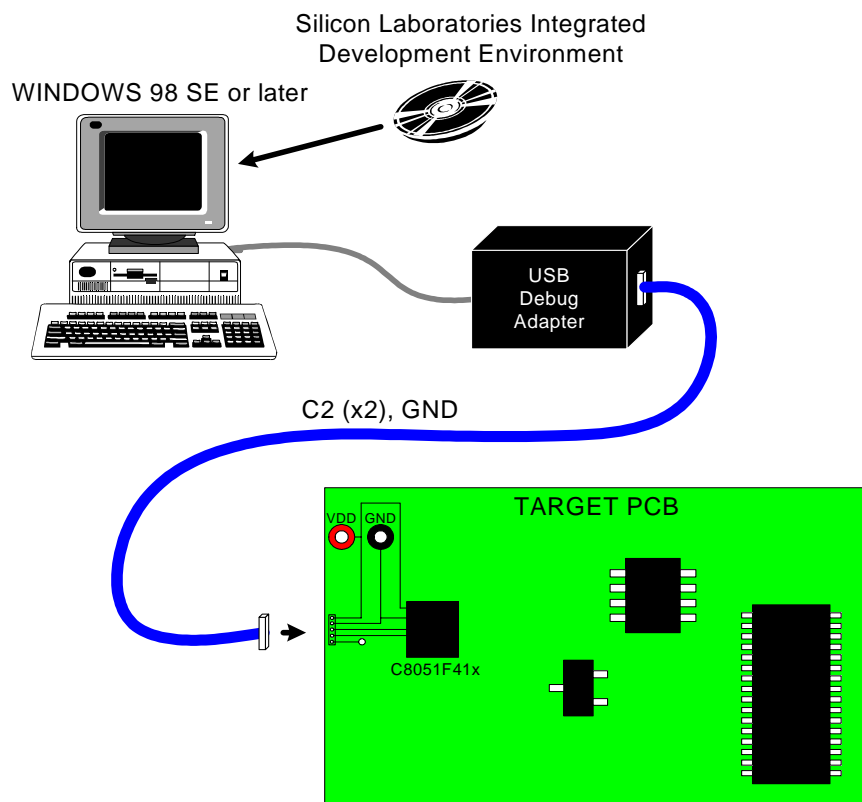 Silicon Laboratories Integrated
Development Environment
WINDOWS 98 SE or later
USB
Debug
Adapter
C2 (x2), GND
TARGET PCB
VDD
GND
C8051F41x